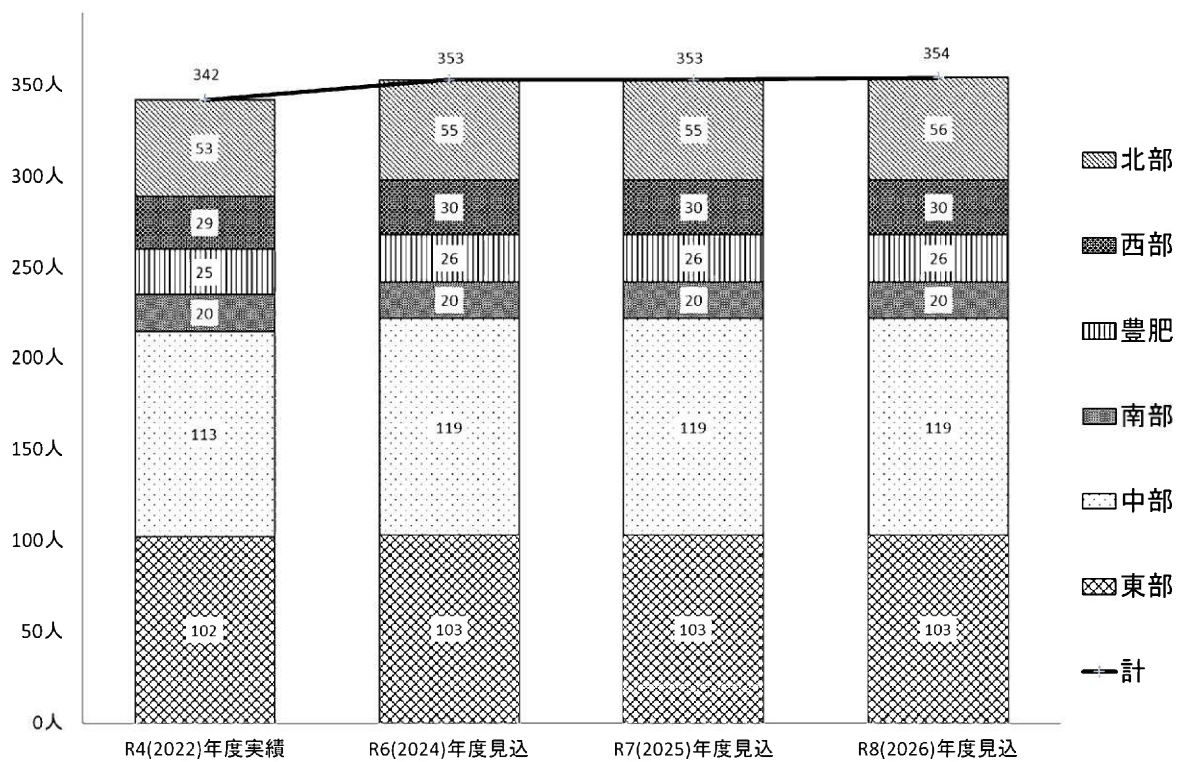 350人
300人
250人
200人
150人
100人
50人
0人
342
353
353
354
53
55
55
56
29
30
30
30
25
26
26
26
20
20
20
20
113
119
119
119
102
103
103
103
R4(2022)年度実績
R6(2024)年度見込
R7(2025)年度見込
R8(2026)年度見込
北部
西部
豊肥
南部
中部
東部
計